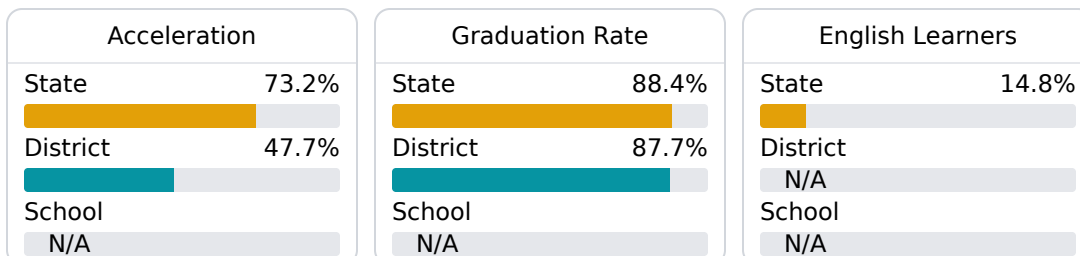 Acceleration
State 73.2%
District 47.7%
School
N/A
Graduation Rate
State 88.4%
District 87.7%
School
N/A
English Learners
State 14.8%
District
N/A
School
N/A